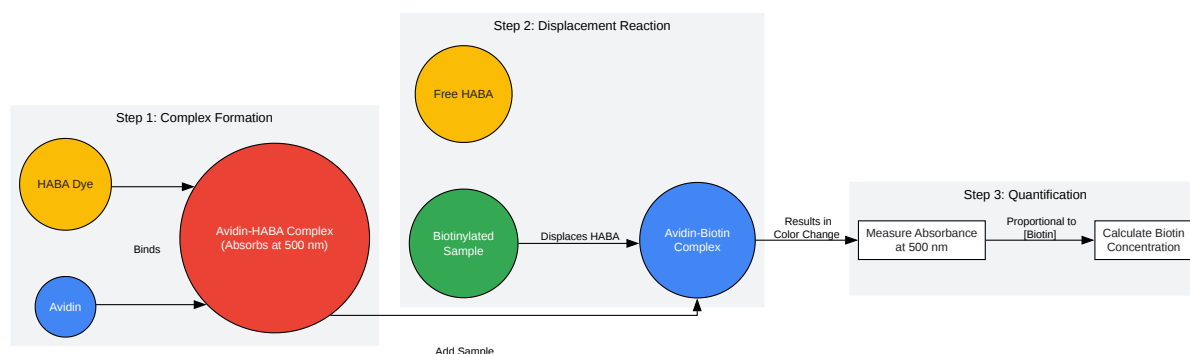 Step 1: Complex Formation
HABA Dye
Avidin-HABA Complex
(Absorbs at 500 nm)
Binds
Avidin
Step 2: Displacement Reaction
Free HABA
Biotinylated
Sample
Displaces HABA
Avidin-Biotin
Complex
Add Sample
Results in
Color Change
Step 3: Quantification
Measure Absorbance
at 500 nm
Proportional to
[Biotin]
Calculate Biotin
Concentration